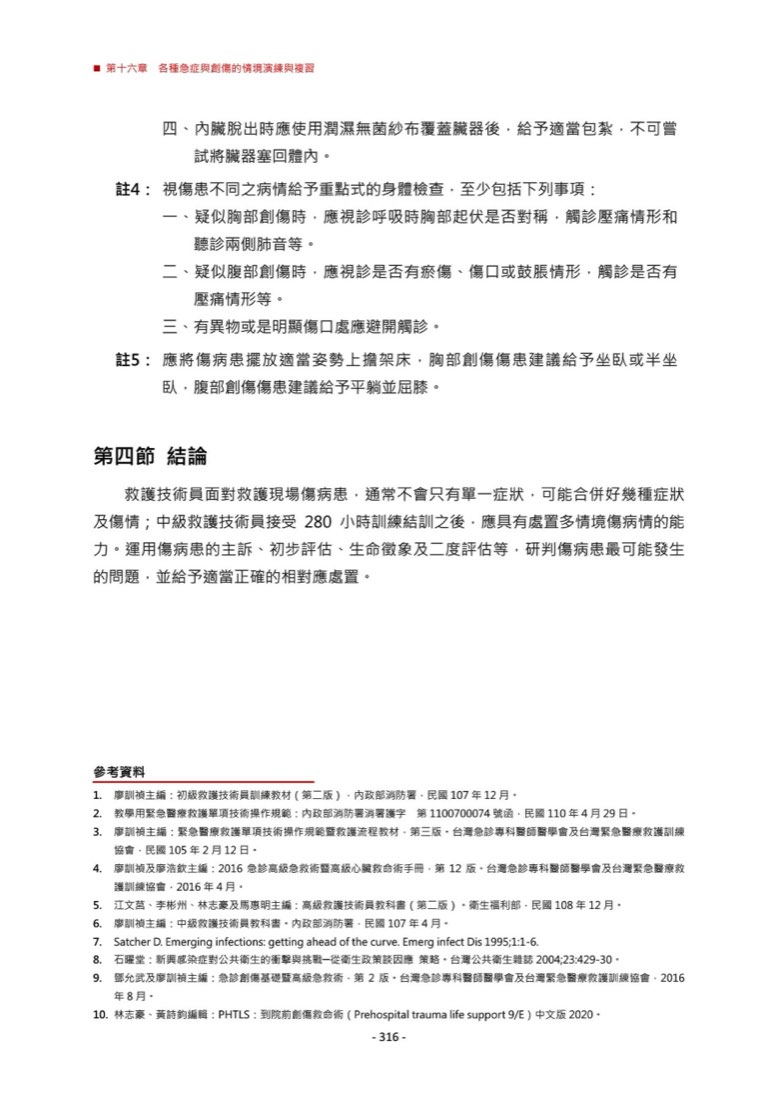 ■ 第十六章　各種急症與創傷的情境演練與複習
四、內臟脫出時應使用潤濕無菌紗布覆蓋臟器後，給予適當包紮，不可嘗
試將臟器塞回體內。
註4： 視傷患不同之病情給予重點式的身體檢查，至少包括下列事項：
一、疑似胸部創傷時，應視診呼吸時胸部起伏是否對稱，觸診壓痛情形和
聽診兩側肺音等。
二、疑似腹部創傷時，應視診是否有瘀傷、傷口或鼓脹情形，觸診是否有
壓痛情形等。
三、有異物或是明顯傷口處應避開觸診。
註5： 應將傷病患擺放適當姿勢上擔架床，胸部創傷傷患建議給予坐臥或半坐
臥，腹部創傷傷患建議給予平躺並屈膝。
第四節 結論
救護技術員面對救護現場傷病患，通常不會只有單一症狀，可能合併好幾種症狀
及傷情；中級救護技術員接受 280 小時訓練結訓之後，應具有處置多情境傷病情的能
力。運用傷病患的主訴、初步評估、生命徵象及二度評估等，研判傷病患最可能發生
的問題，並給予適當正確的相對應處置。
參考資料
1. 廖訓禎主編：初級救護技術員訓練教材（第二版），內政部消防署，民國 107 年 12 月。
2. 教學用緊急醫療救護單項技術操作規範：內政部消防署消署護字　第 1100700074 號函，民國 110 年 4 月 29 日。
3. 廖訓禎主編：緊急醫療救護單項技術操作規範暨救護流程教材，第三版。台灣急診專科醫師醫學會及台灣緊急醫療救護訓練
協會，民國 105 年 2 月 12 日。
4. 廖訓禎及廖浩欽主編：2016 急診高級急救術暨高級心臟救命術手冊，第 12 版。台灣急診專科醫師醫學會及台灣緊急醫療救
護訓練協會，2016 年 4 月。
5. 江文莒、李彬州、林志豪及馬惠明主編：高級救護技術員教科書（第二版）。衛生福利部，民國 108 年 12 月。
6. 廖訓禎主編：中級救護技術員教科書。內政部消防署，民國 107 年 4 月。
7. Satcher D. Emerging infections: getting ahead of the curve. Emerg infect Dis 1995;1:1-6.
8. 石曜堂：新興感染症對公共衛生的衝擊與挑戰─從衛生政策談因應 策略。台灣公共衛生雜誌 2004;23:429-30。
9. 鄧允武及廖訓禎主編：急診創傷基礎暨高級急救術，第 2 版。台灣急診專科醫師醫學會及台灣緊急醫療救護訓練協會，2016
年 8 月。
10. 林志豪、黃詩鈞編輯：PHTLS：到院前創傷救命術（Prehospital trauma life support 9/E）中文版 2020。
- 316 -